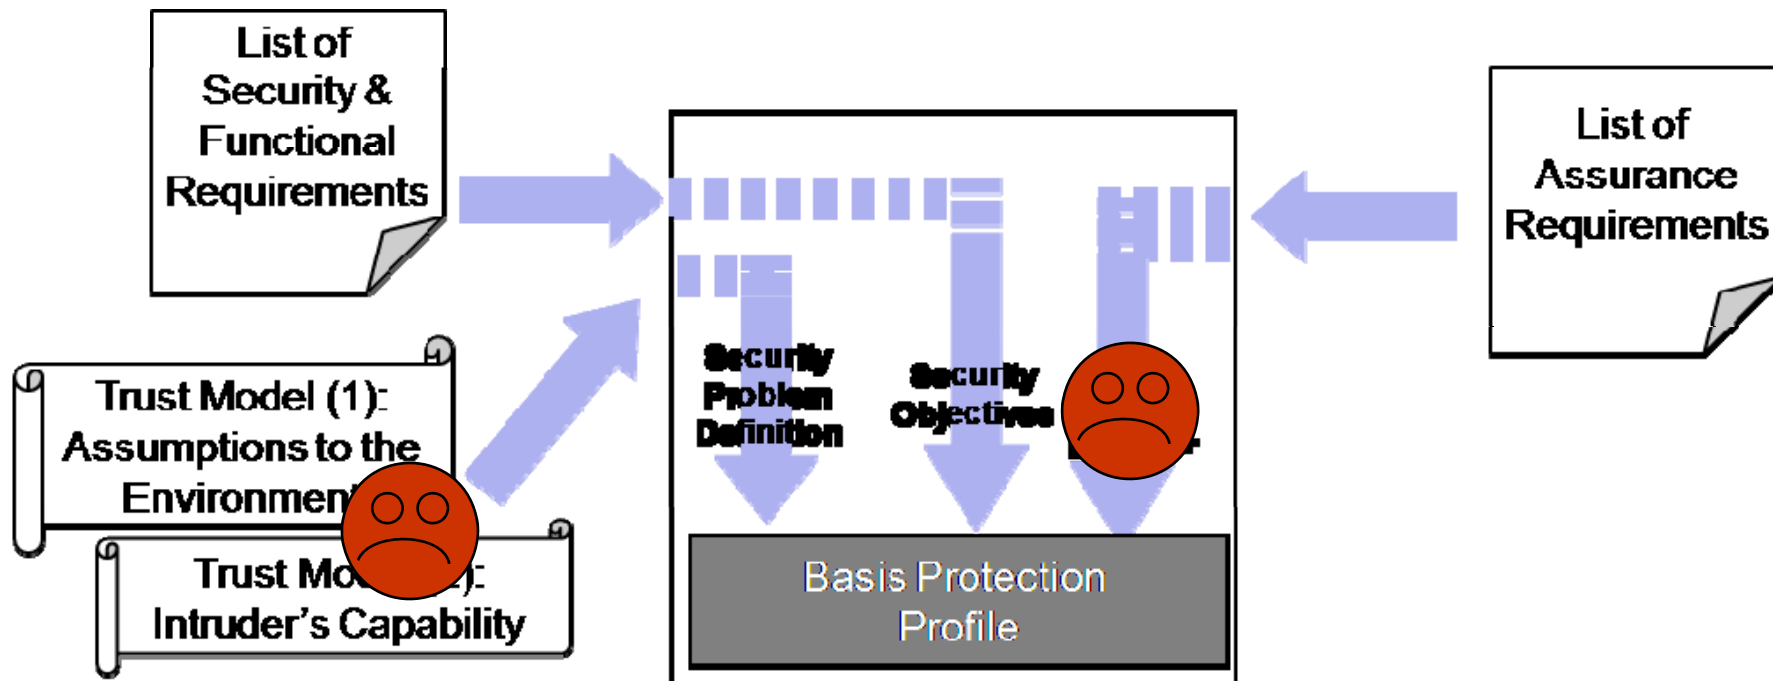 List of
Security &
Functional
Requirements
List of
Assurance
Requirements
Security
Problem
Definition
Security
Objectives
Trust Model (1):
Assumptions to the
Environment
Trust
Intruder's Capability
Basis Protection
Profile